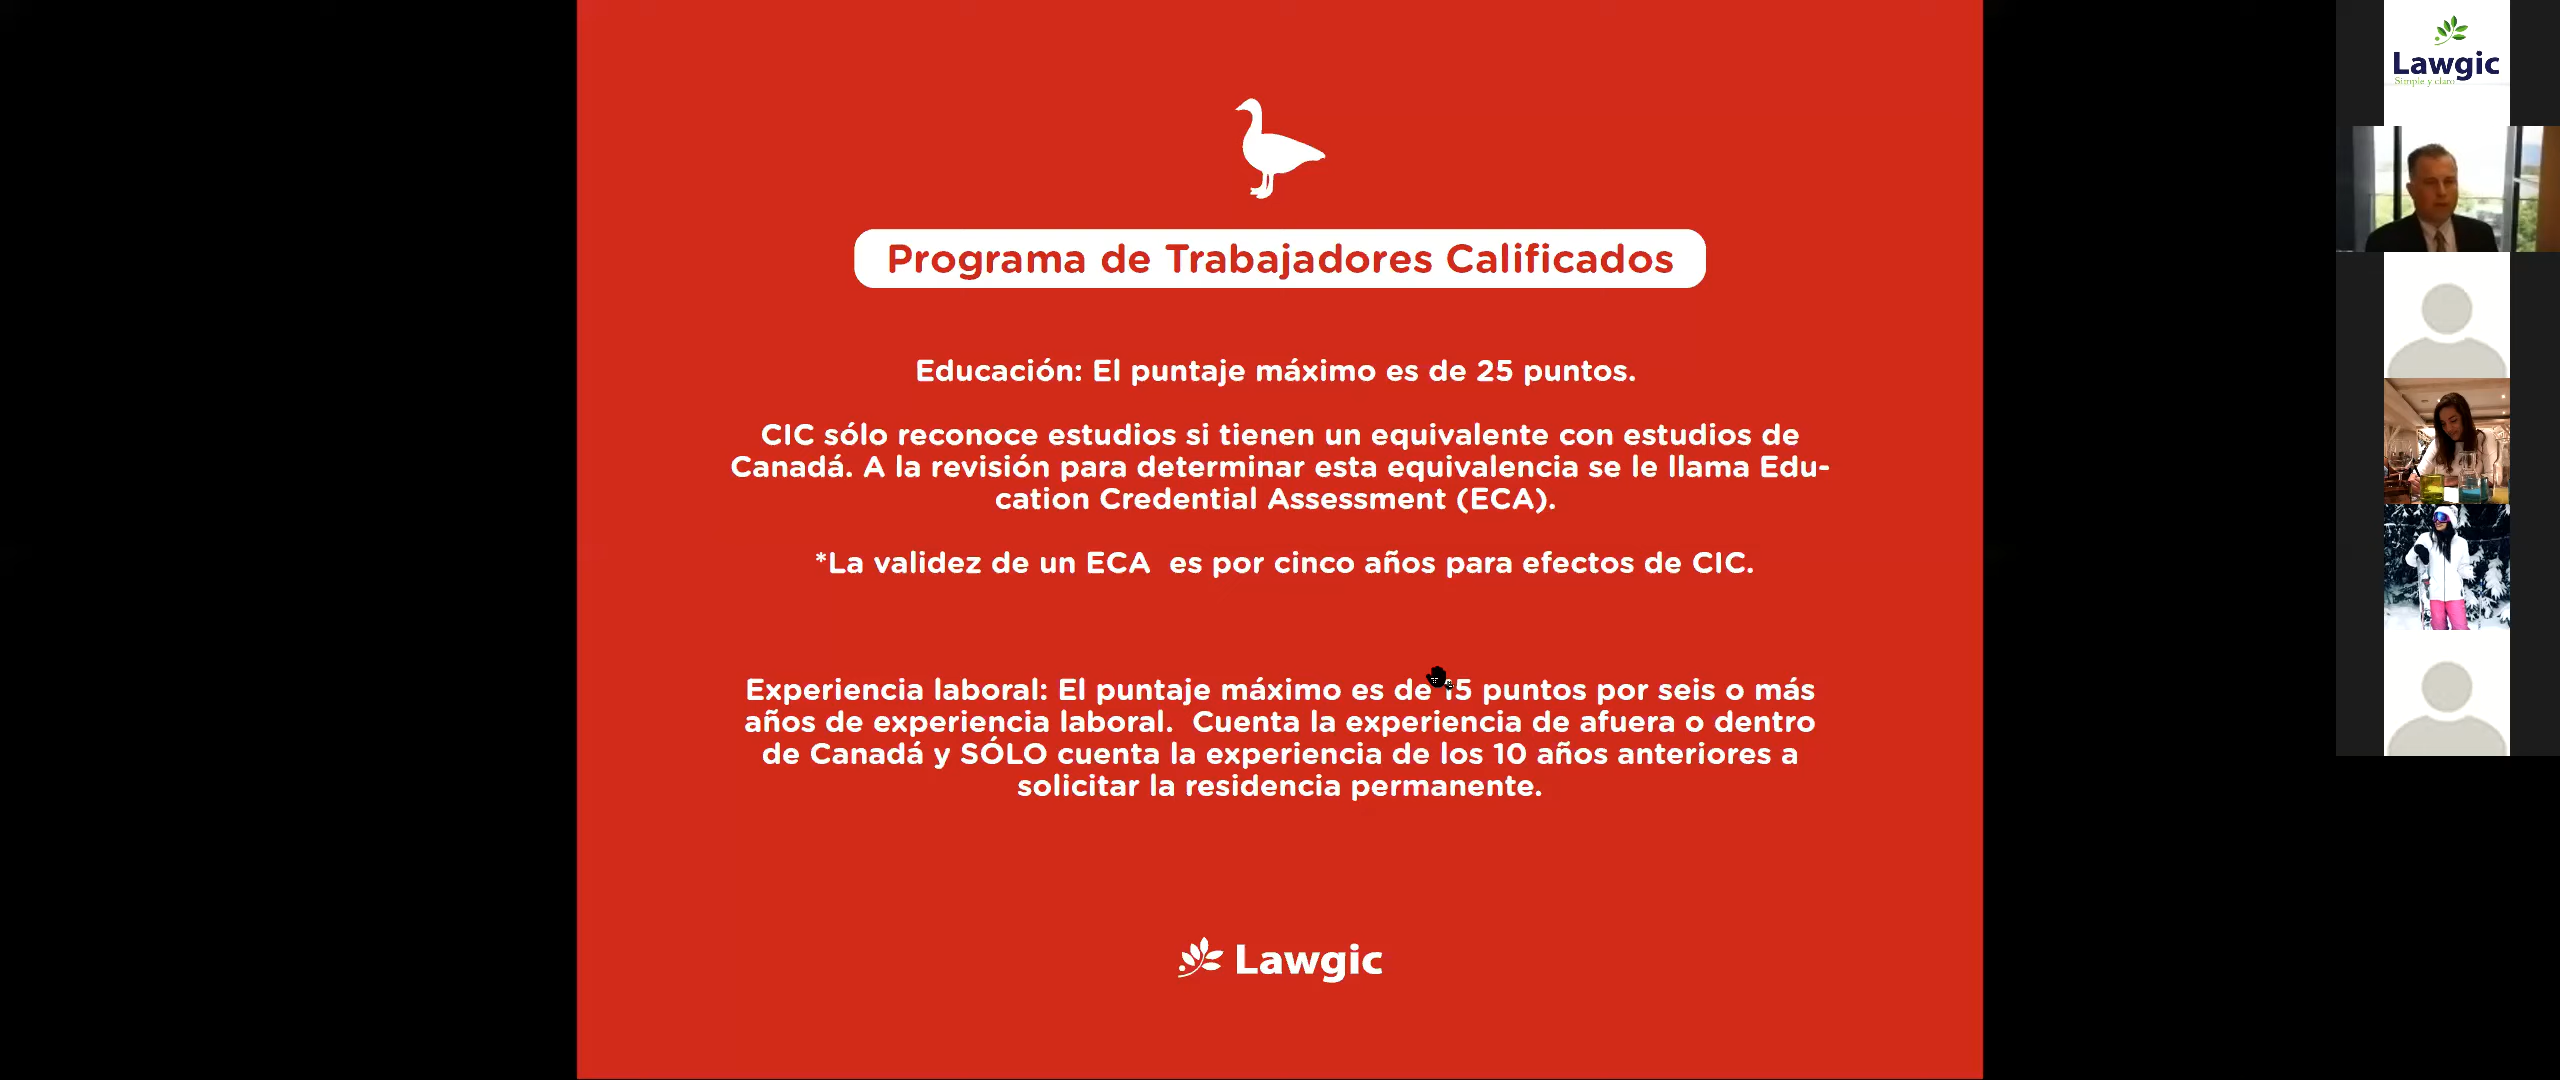 Programa de Trabajadores Calificados
Educación: El puntaje máximo es de 25 puntos.
CIC sólo reconoce estudios si tienen un equivalente con estudios de
Canadá. A la revisión para determinar esta equivalencia se le llama Edu-
cation Credential Assessment (ECA).
*La validez de un ECA  es por cinco años para efectos de CIC.
Experiencia laboral: El puntaje máximo es de 15 puntos por seis o más
años de experiencia laboral.  Cuenta la experiencia de afuera o dentro
de Canadá y SÓLO cuenta la experiencia de los 10 años anteriores a
solicitar la residencia permanente.
Lawgic
Lawgic
Simple y claro